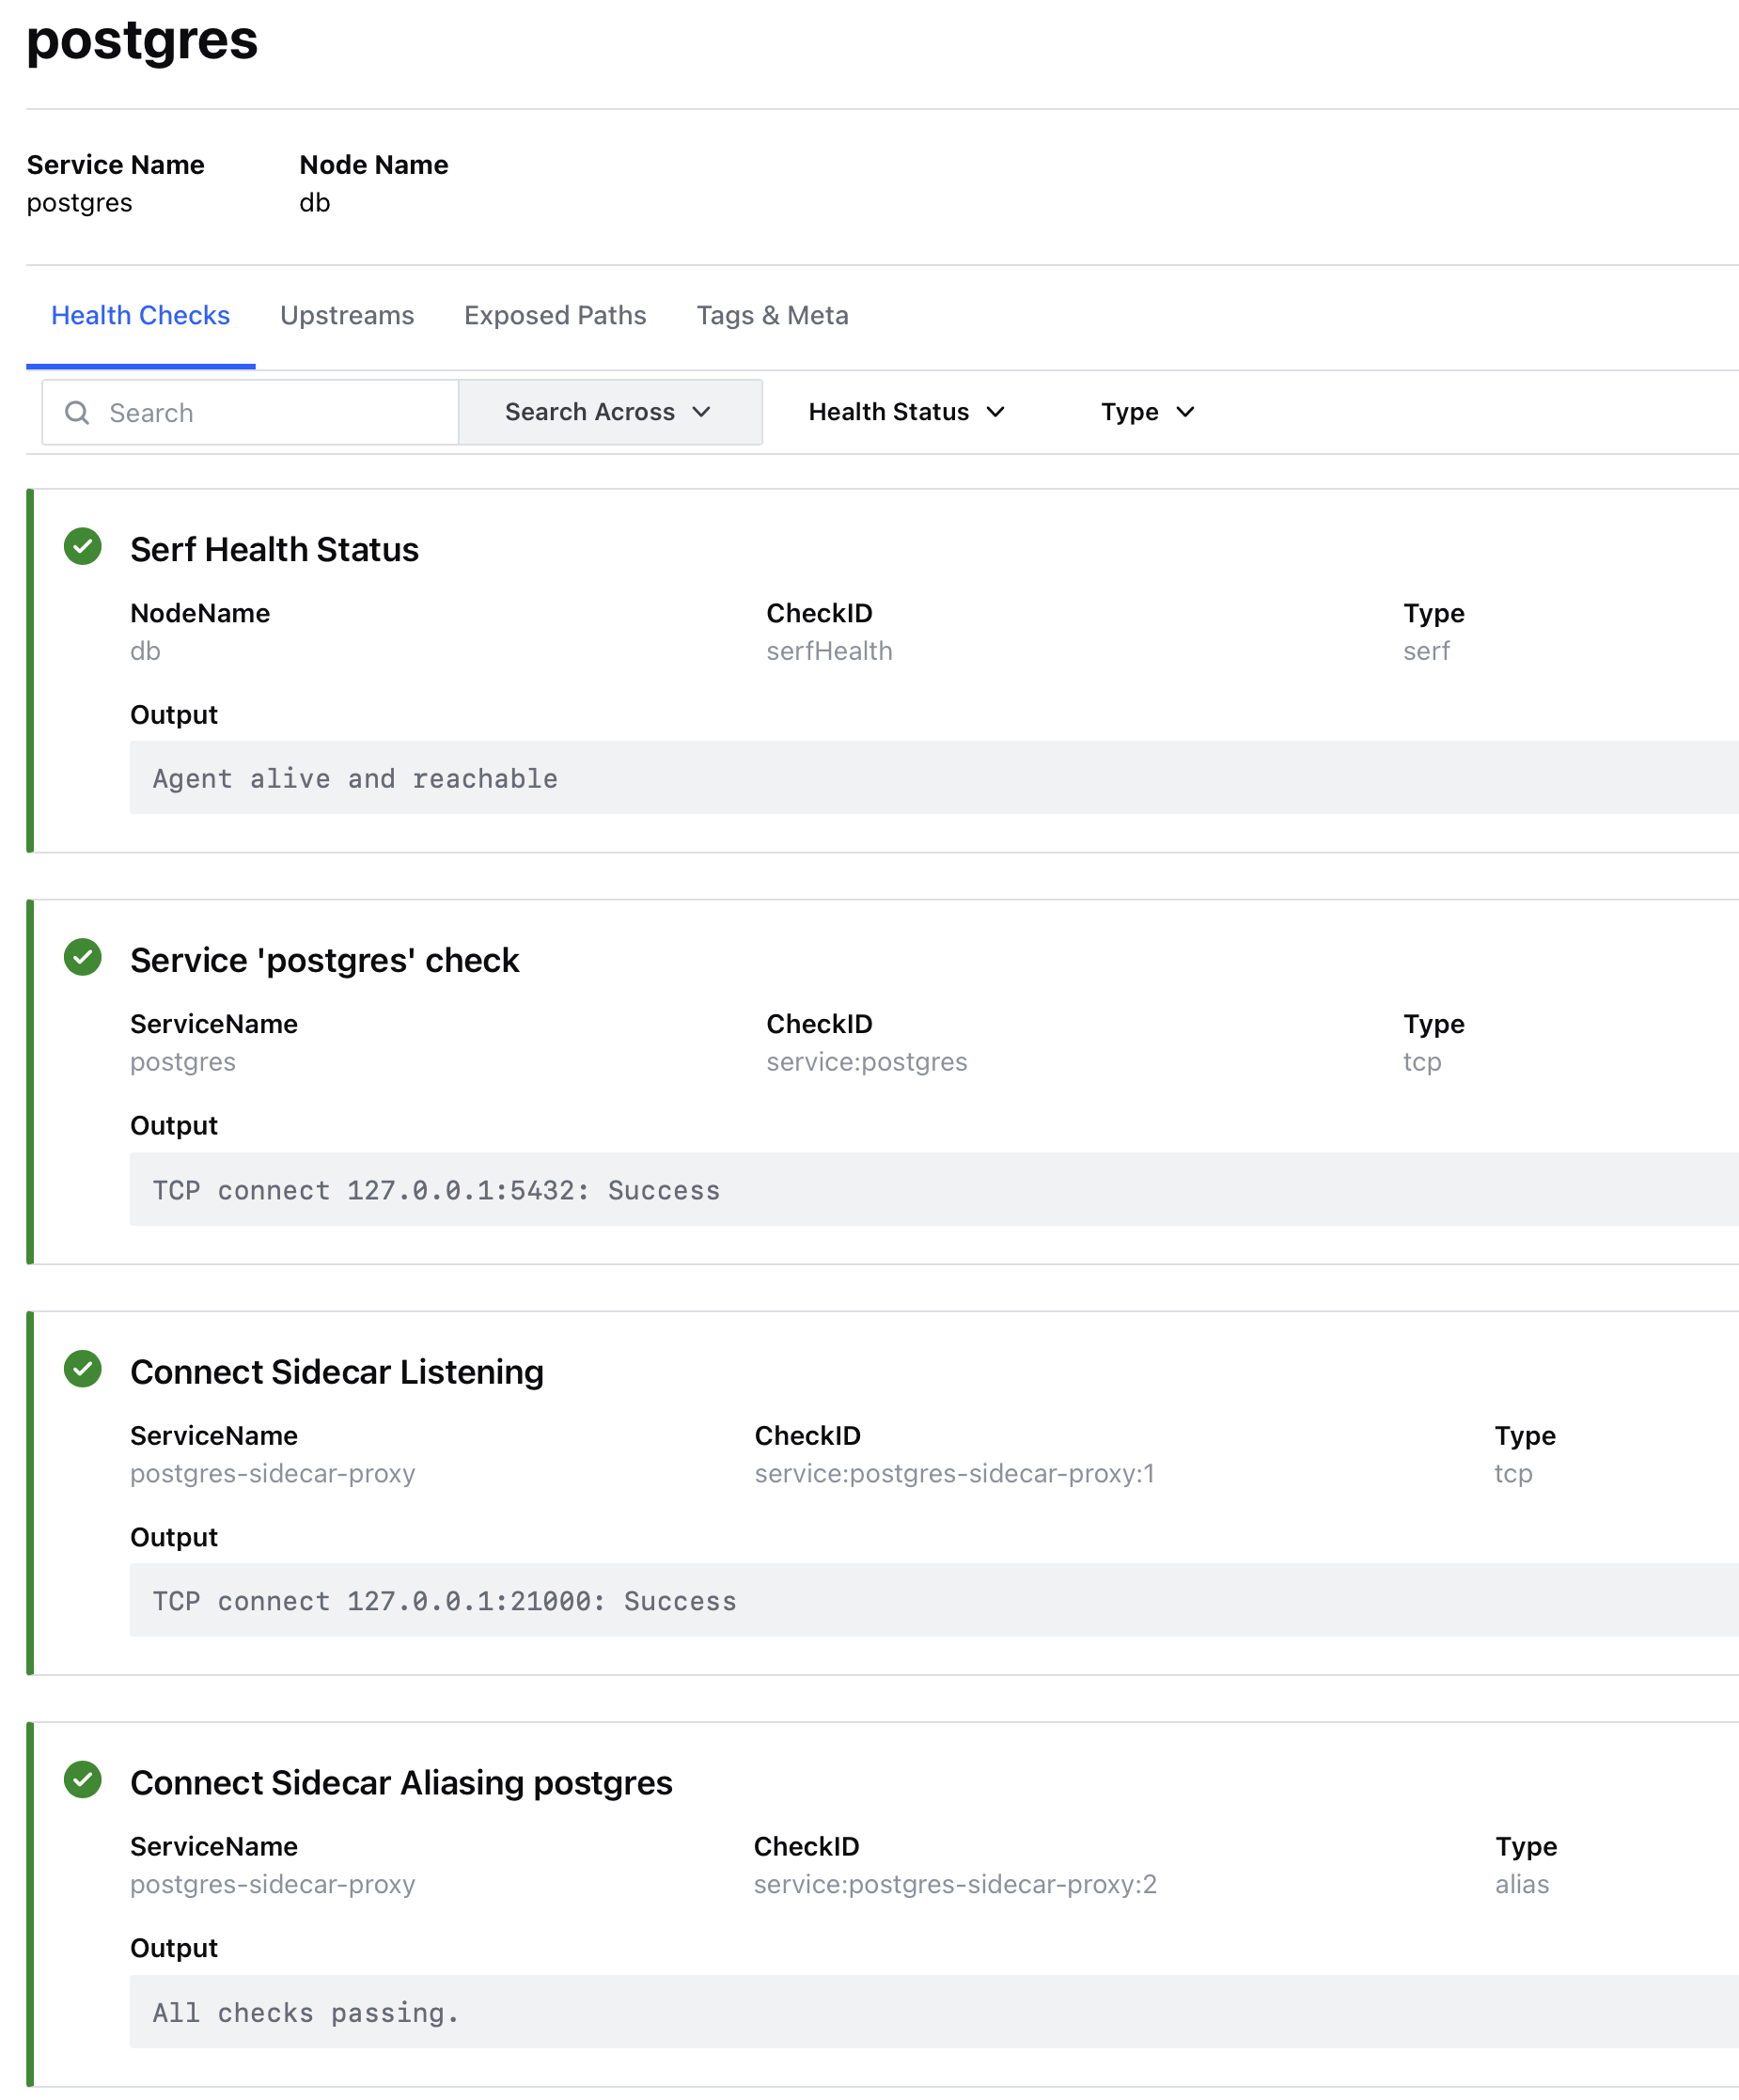 postgres
Service Name Node Name
postgres db
Health Checks Upstreams Exposed Paths Tags & Meta
Search Search Across Health Status Type
Serf Health Status
NodeName CheckID Type
db serfHealth serf
Output
Agent alive and reachable
Service 'postgres' check
ServiceName CheckID Type
postgres service:postgres tcp
Output
TCP connect 127.0.0.1:5432: Success
Connect Sidecar Listening
ServiceName CheckID Type
postgres-sidecar-proxy service:postgres-sidecar-proxy:1 tcp
Output
TCP connect 127.0.0.1:21000: Success
Connect Sidecar Aliasing postgres
ServiceName CheckID Type
postgres-sidecar-proxy service:postgres-sidecar-proxy:2 alias
Output
All checks passing.